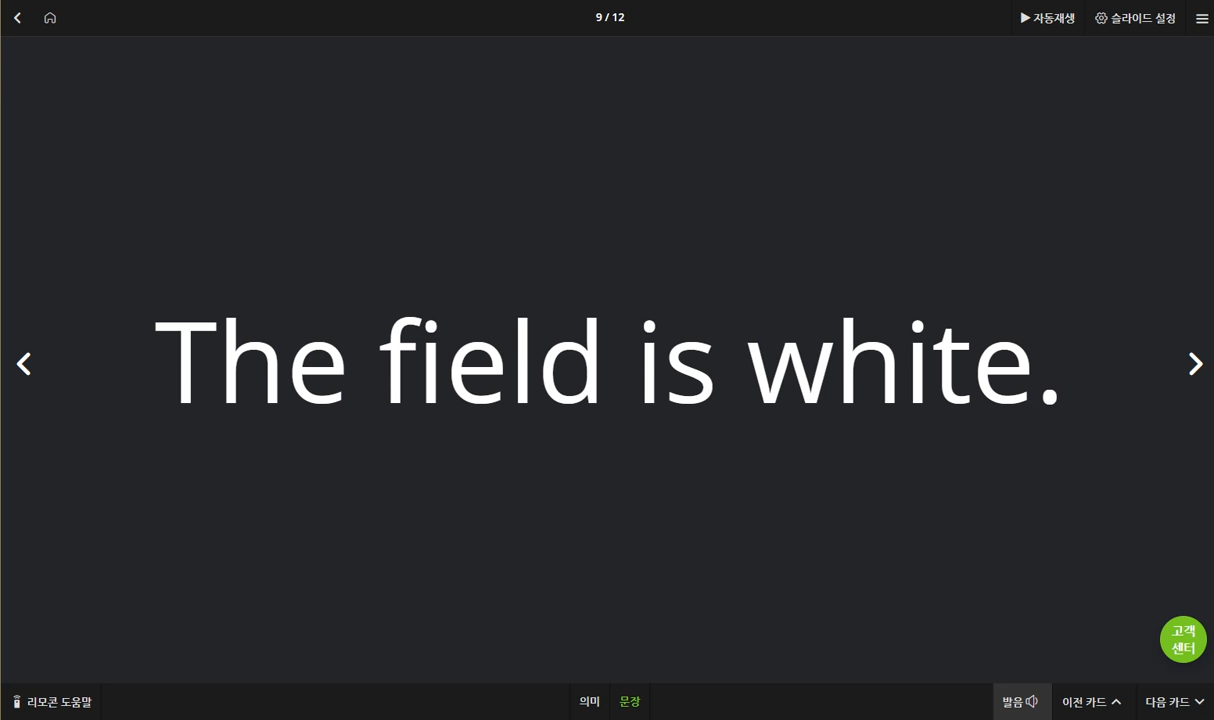 9 / 12
자동재생
슬라이드 설정
The field is white.
고객
센터
리모콘 도움말
의미
문장
발음
이전 카드
다음 카드